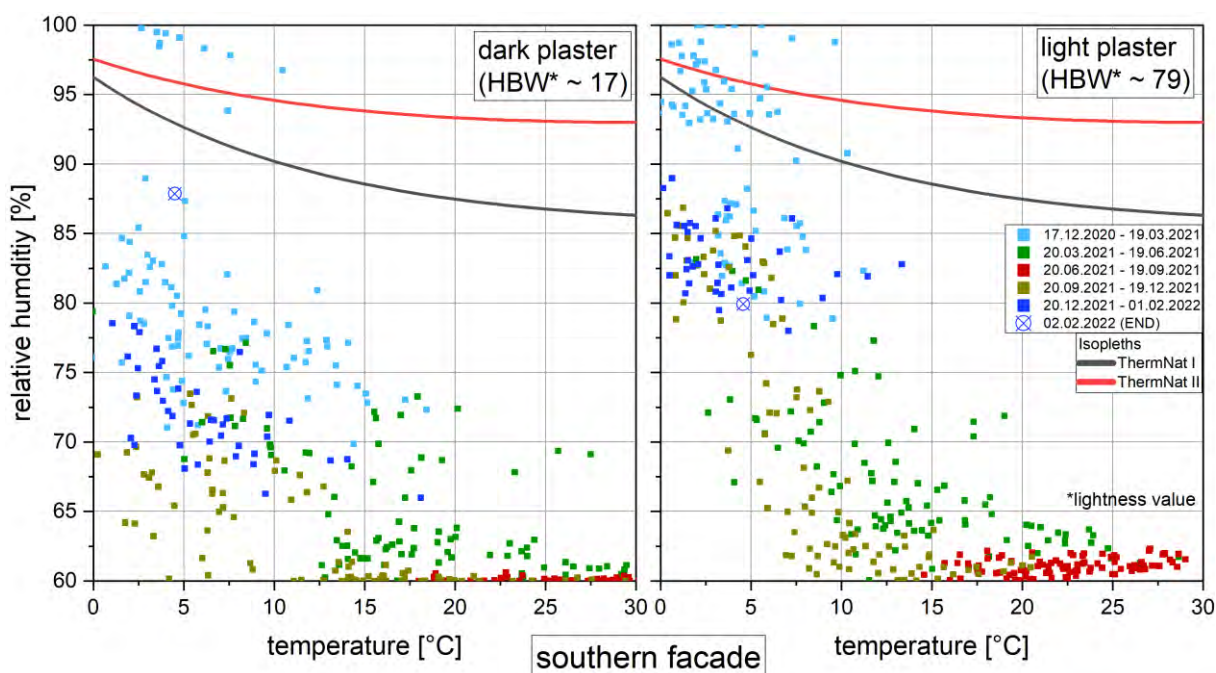 100
95
90
85
80
75
70
65
60
relative humditiy [%]
dark plaster
(HBW* ~ 17)
0 5 10 15 20 25 30
temperature [°C]
light plaster
(HBW* ~ 79)
17.12.2020 - 19.03.2021
20.03.2021 - 19.06.2021
20.06.2021 - 19.09.2021
20.09.2021 - 19.12.2021
20.12.2021 - 01.02.2022
02.02.2022 (END)
Isopleths
ThermNat I
ThermNat II
*lightness value
0 5 10 15 20 25 30
temperature [°C]
southern facade